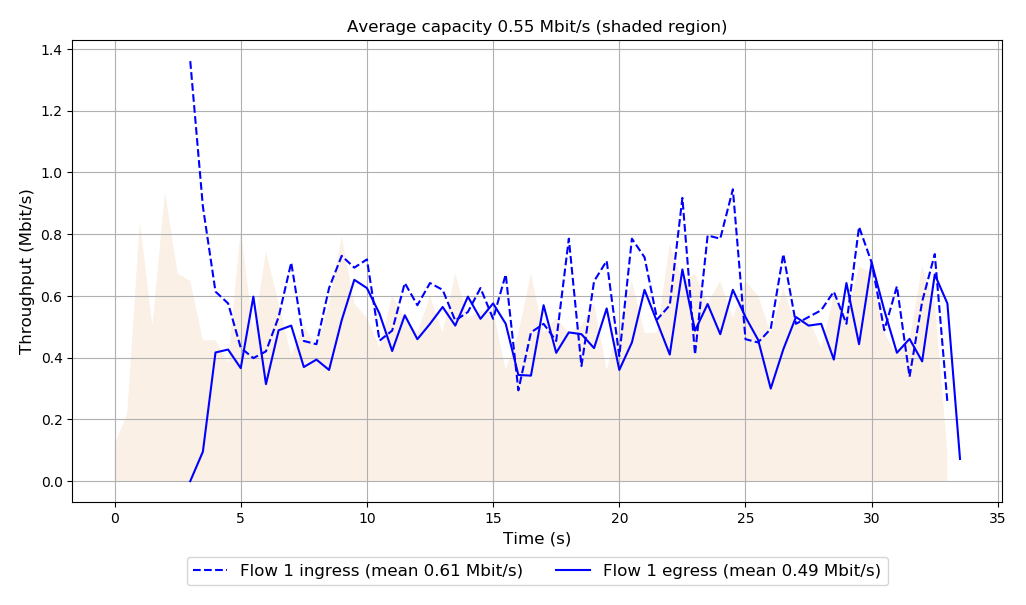 Average capacity 0.55 Mbit/s (shaded region)
Throughput (Mbit/s)
1.4
1.2
1.0
0.8
0.6
0.4
0.2
0.0
0 5 10 15 20 25 30 35
Time (s)
Flow 1 ingress (mean 0.61 Mbit/s) Flow 1 egress (mean 0.49 Mbit/s)